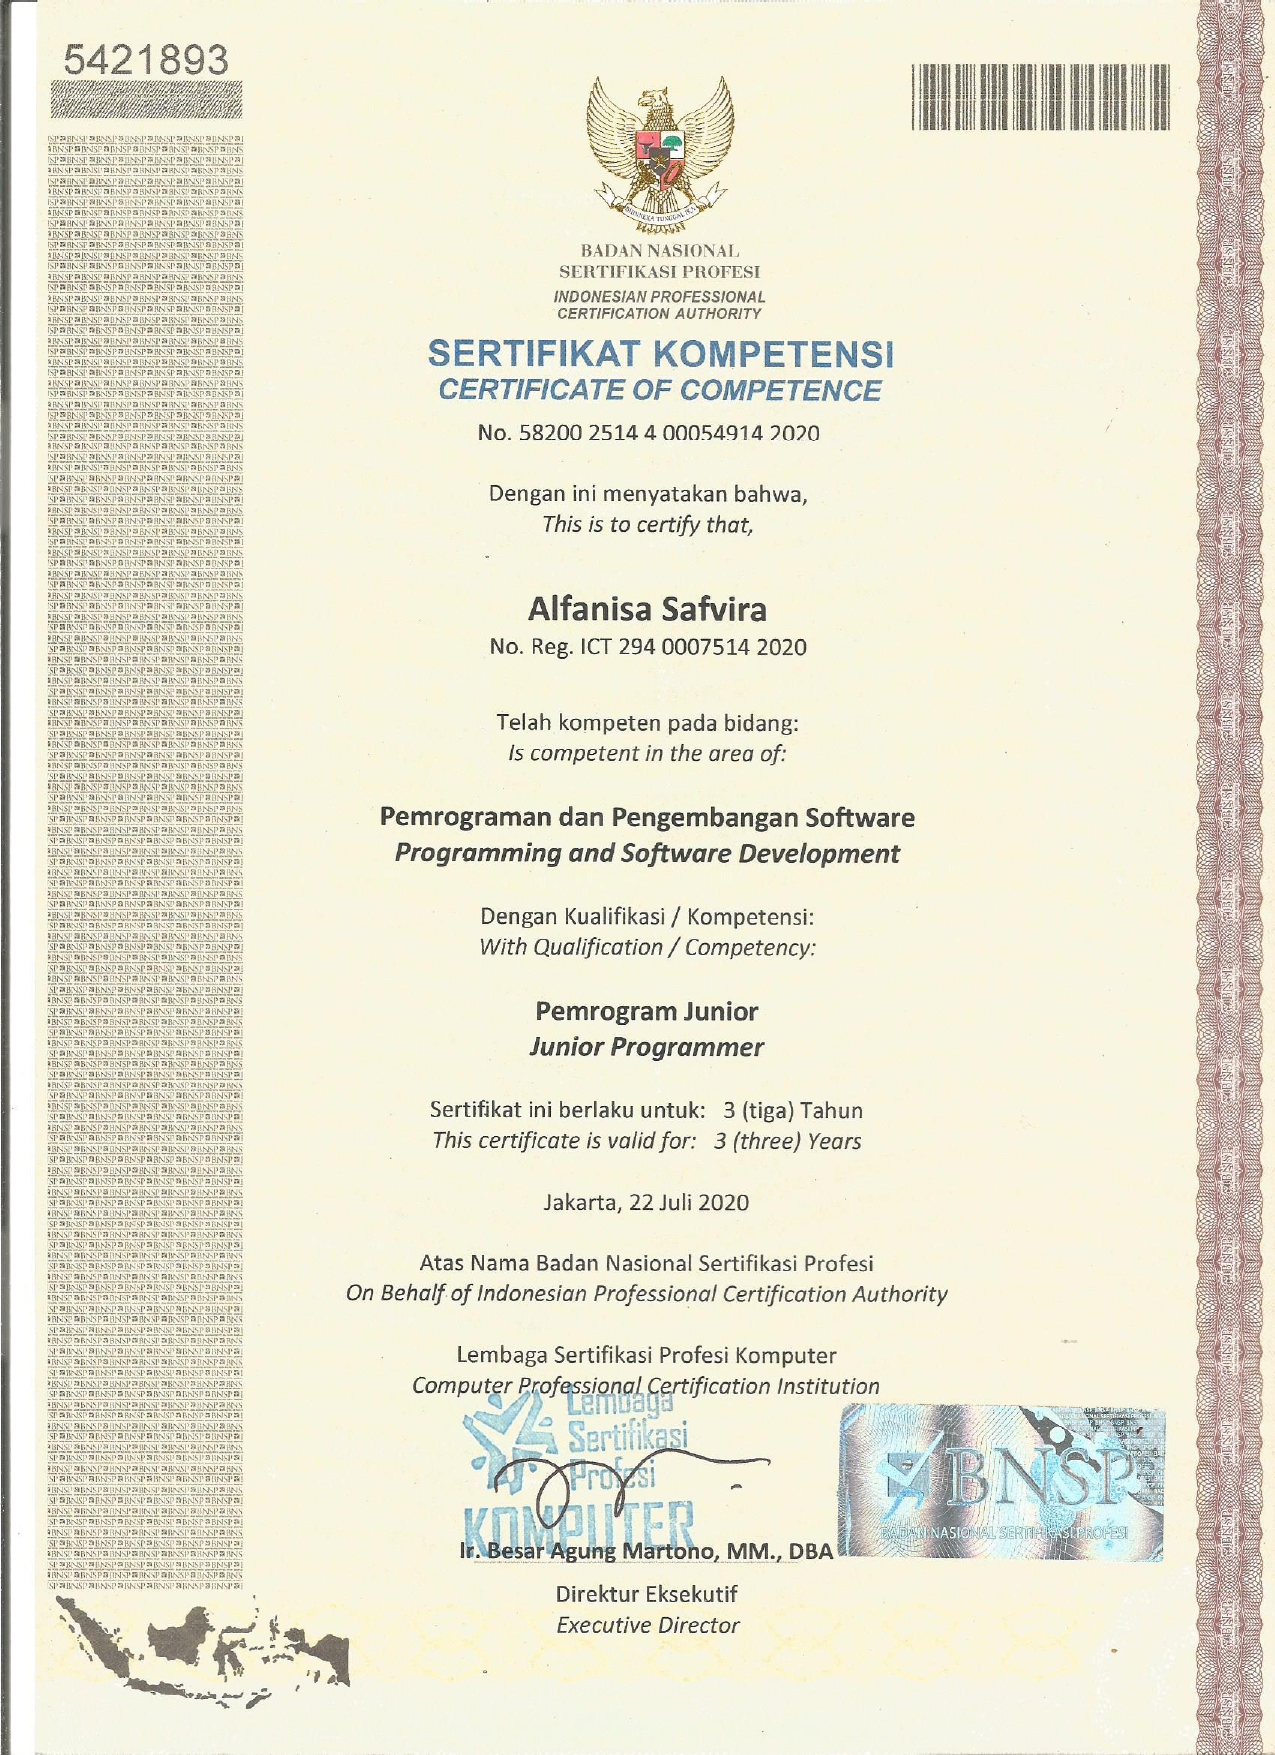 5421893
BHINNEKA TUNGGAL IKA
BADAN NASIONAL
SERTIFIKASI PROFESI
INDONESIAN PROFESSIONAL
CERTIFICATION AUTHORITY
SERTIFIKAT KOMPETENSI
CERTIFICATE OF COMPETENCE
No. 58200 2514 4 00054914 2020
Dengan ini menyatakan bahwa,
This is to certify that,
Alfanisa Safvira
No. Reg. ICT 294 0007514 2020
Telah kompeten pada bidang:
Is competent in the area of:
Pemrograman dan Pengembangan Software
Programming and Software Development
Dengan Kualifikasi / Kompetensi:
With Qualification / Competency:
Pemrogram Junior
Junior Programmer
Sertifikat ini berlaku untuk: 3 (tiga) Tahun
This certificate is valid for: 3 (three) Years
Jakarta, 22 Juli 2020
Atas Nama Badan Nasional Sertifikasi Profesi
On Behalf of Indonesian Professional Certification Authority
Lembaga Sertifikasi Profesi Komputer
Computer Professional Certification Institution
Lembaga
Sertifikasi
Profesi
KOMPUTER
BNSP
BADAN NASIONAL SERTIFIKASI PROFESI
Ir. Besar Agung Martono, MM., DBA
Direktur Eksekutif
Executive Director